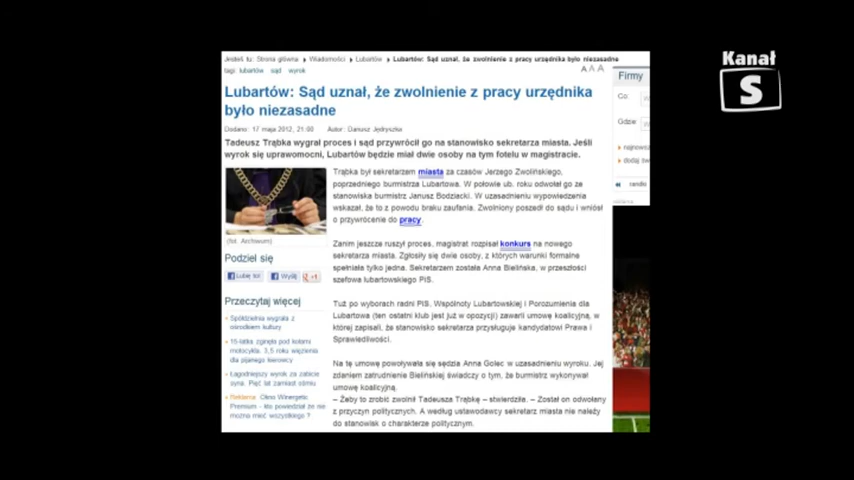 Kanał
S
Jesteś tu: Strona główna Wiadomości Lubartów Lubartów: Sąd uznał, że zwolnienie z pracy urzędnika było niezasadne
tagi: lubartów sąd wyrok
A A A
Lubartów: Sąd uznał, że zwolnienie z pracy urzędnika
było niezasadne
Dodano: 17 maja 2012, 21:00 Autor: Dariusz Jędryszka
Tadeusz Trąbka wygrał proces i sąd przywrócił go na stanowisko sekretarza miasta. Jeśli
wyrok się uprawomocni, Lubartów będzie miał dwie osoby na tym fotelu w magistracie.
Trąbka był sekretarzem miasta za czasów Jerzego Zwolińskiego,
poprzedniego burmistrza Lubartowa. W połowie ub. roku odwołał go ze
stanowiska burmistrz Janusz Bodziacki. W uzasadnieniu wypowiedzenia
wskazał, że to z powodu braku zaufania. Zwolniony poszedł do sądu i wniósł
o przywrócenie do pracy.
Zanim jeszcze ruszył proces, magistrat rozpisał konkurs na nowego
sekretarza miasta. Zgłosiły się dwie osoby, z których warunki formalne
spełniała tylko jedna. Sekretarzem została Anna Bielińska, w przeszłości
szefowa lubartowskiego PiS.
Tuż po wyborach radni PiS, Wspólnoty Lubartowskiej i Porozumienia dla
Lubartowa (ten ostatni klub jest już w opozycji) zawarli umowę koalicyjną, w
której zapisali, że stanowisko sekretarza przysługuje kandydatowi Prawa i
Sprawiedliwości.
Na tę umowę powoływała się sędzia Anna Golec w uzasadnieniu wyroku. Jej
zdaniem zatrudnienie Bielińskiej świadczy o tym, że burmistrz wykonywał
umowę koalicyjną.
– Żeby to zrobić zwolnił Tadeusza Trąbkę – stwierdziła. – Został on odwołany
z przyczyn politycznych. A według ustawodawcy sekretarz miasta nie należy
do stanowisk o charakterze politycznym.
(fot. Archiwum)
Podziel się
Lubię to! Wyślij +1
Przeczytaj więcej
Spółdzielnia wygrała z
ośrodkiem kultury
15-latka zginęła pod kołami
motocykla. 3,5 roku więzienia
dla pijanego kierowcy
Łagodniejszy wyrok za zabicie
syna. Pięć lat zamiast ośmiu
Reklama Okno Winergetic
Premium - kto powiedział że nie
można mieć wszystkiego ?
Firmy
Co:
Gdzie:
najnowsz
dodaj zw
rando
reklama